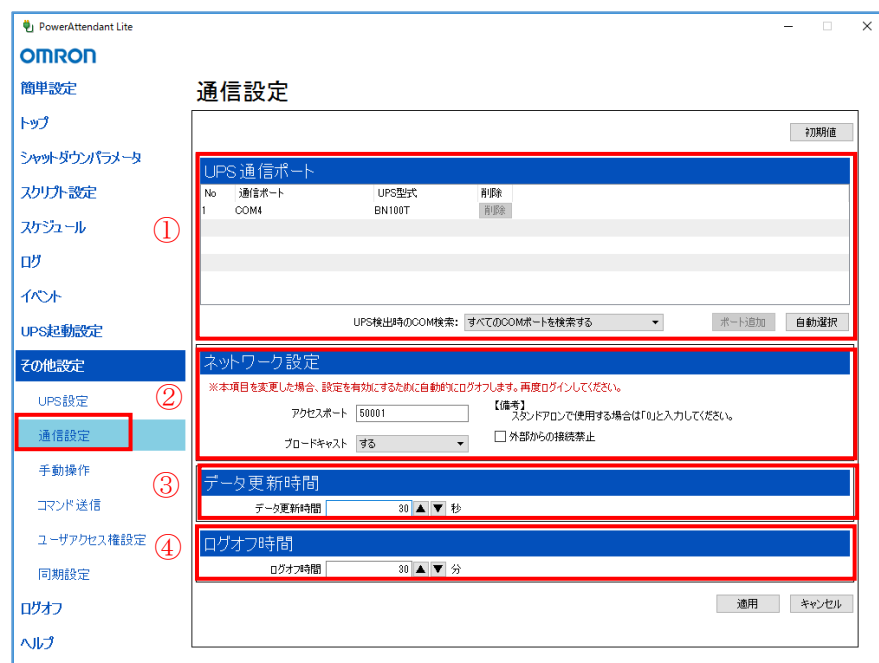 PowerAttendant Lite
OMRON
簡単設定
トップ
シャットダウンパラメータ
スクリプト設定
スケジュール
ログ
イベント
UPS起動設定
その他設定
UPS設定
通信設定
手動操作
コマンド送信
ユーザアクセス権設定
同期設定
ログオフ
ヘルプ
通信設定
初期値
①
UPS通信ポート
No 通信ポート UPS型式 削除
1 COM4 BN100T 削除
UPS検出時のCOM検索: すべてのCOMポートを検索する ポート追加 自動選択
②
ネットワーク設定
※本項目を変更した場合、設定を有効にするために自動的にログオフします。再度ログインしてください。
アクセスポート 50001
【備考】
スタンドアロンで使用する場合は「0」と入力してください。
ブロードキャスト する 外部からの接続禁止
③
データ更新時間
データ更新時間 30 秒
④
ログオフ時間
ログオフ時間 30 分
適用 キャンセル